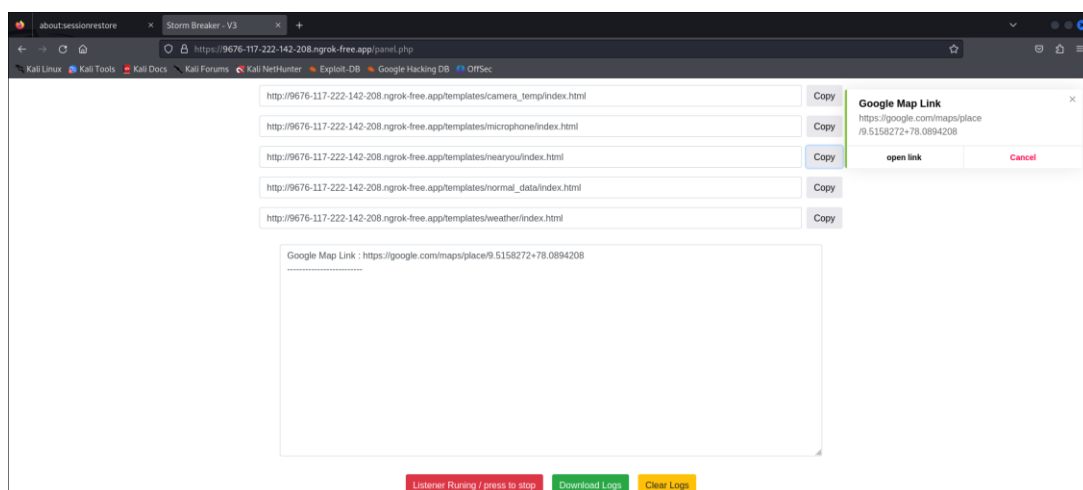 about:sessionrestore
Storm Breaker - V3
https://9676-117-222-142-208.ngrok-free.app/panel.php
Kali Linux Kali Tools Kali Docs Kali Forums Kali NetHunter Exploit-DB Google Hacking DB OffSec
http://9676-117-222-142-208.ngrok-free.app/templates/camera_temp/index.html Copy
http://9676-117-222-142-208.ngrok-free.app/templates/microphone/index.html Copy
http://9676-117-222-142-208.ngrok-free.app/templates/nearyou/index.html Copy
http://9676-117-222-142-208.ngrok-free.app/templates/normal_data/index.html Copy
http://9676-117-222-142-208.ngrok-free.app/templates/weather/index.html Copy
Google Map Link
https://google.com/maps/place
/9.5158272+78.0894208
open link Cancel
Google Map Link : https://google.com/maps/place/9.5158272+78.0894208
-------------------------
Listener Runing / press to stop Download Logs Clear Logs